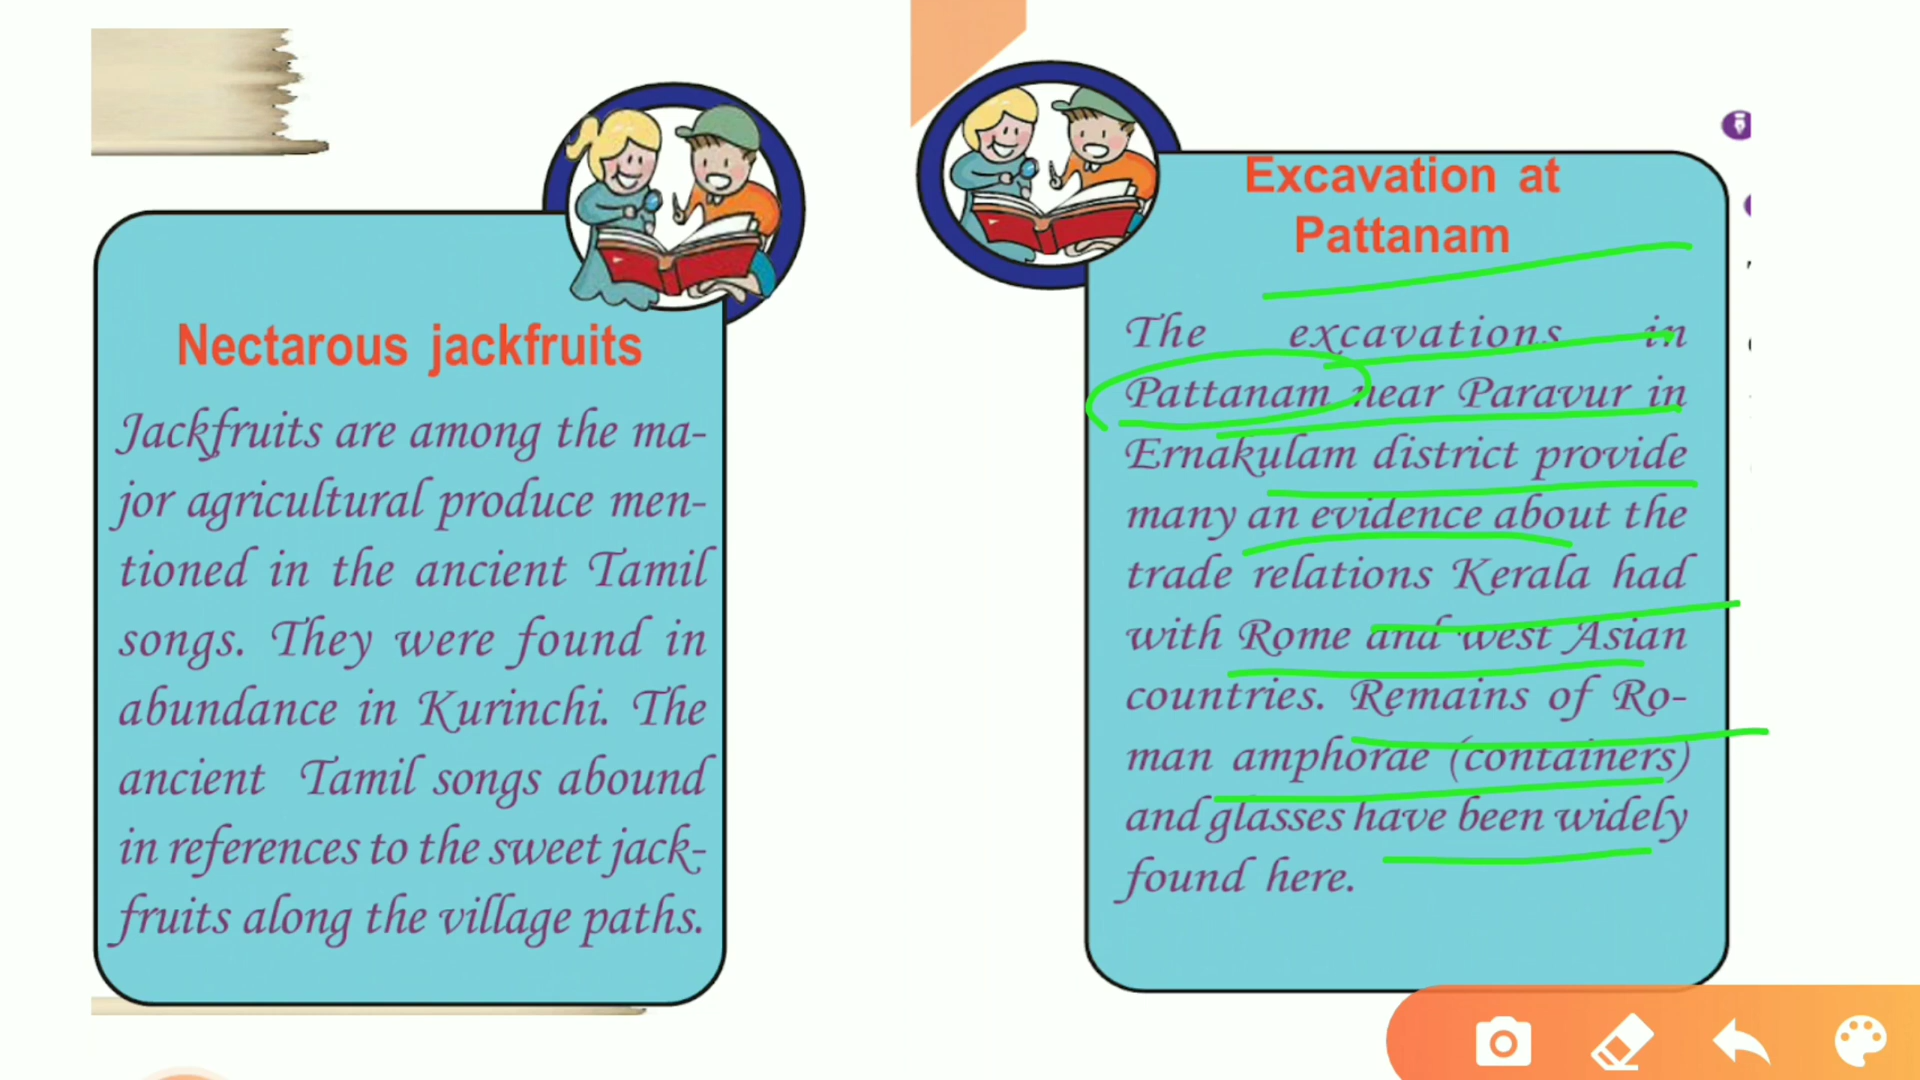 Nectarous jackfruits
Jackfruits are among the ma-
jor agricultural produce men-
tioned in the ancient Tamil
songs. They were found in
abundance in Kurinchi. The
ancient Tamil songs abound
in references to the sweet jack-
fruits along the village paths.
Excavation at
Pattanam
The excavations in
Pattanam near Paravur in
Ernakulam district provide
many an evidence about the
trade relations Kerala had
with Rome and west Asian
countries. Remains of Ro-
man amphorae (containers)
and glasses have been widely
found here.